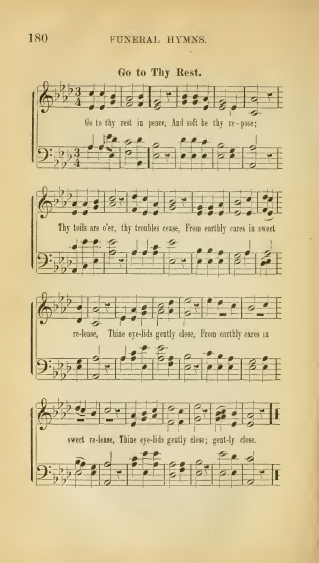 180 FUNERAL HYMNS.
Go to Thy Rest.
Go to thy rest in peace, And soft be thy re - pose;
Thy toils are o'er, thy troubles cease, From earthly cares in sweet
re-lease, Thine eye-lids gently close, From earthly cares in
sweet re-lease, Thine eye-lids gently close; gent-ly close.